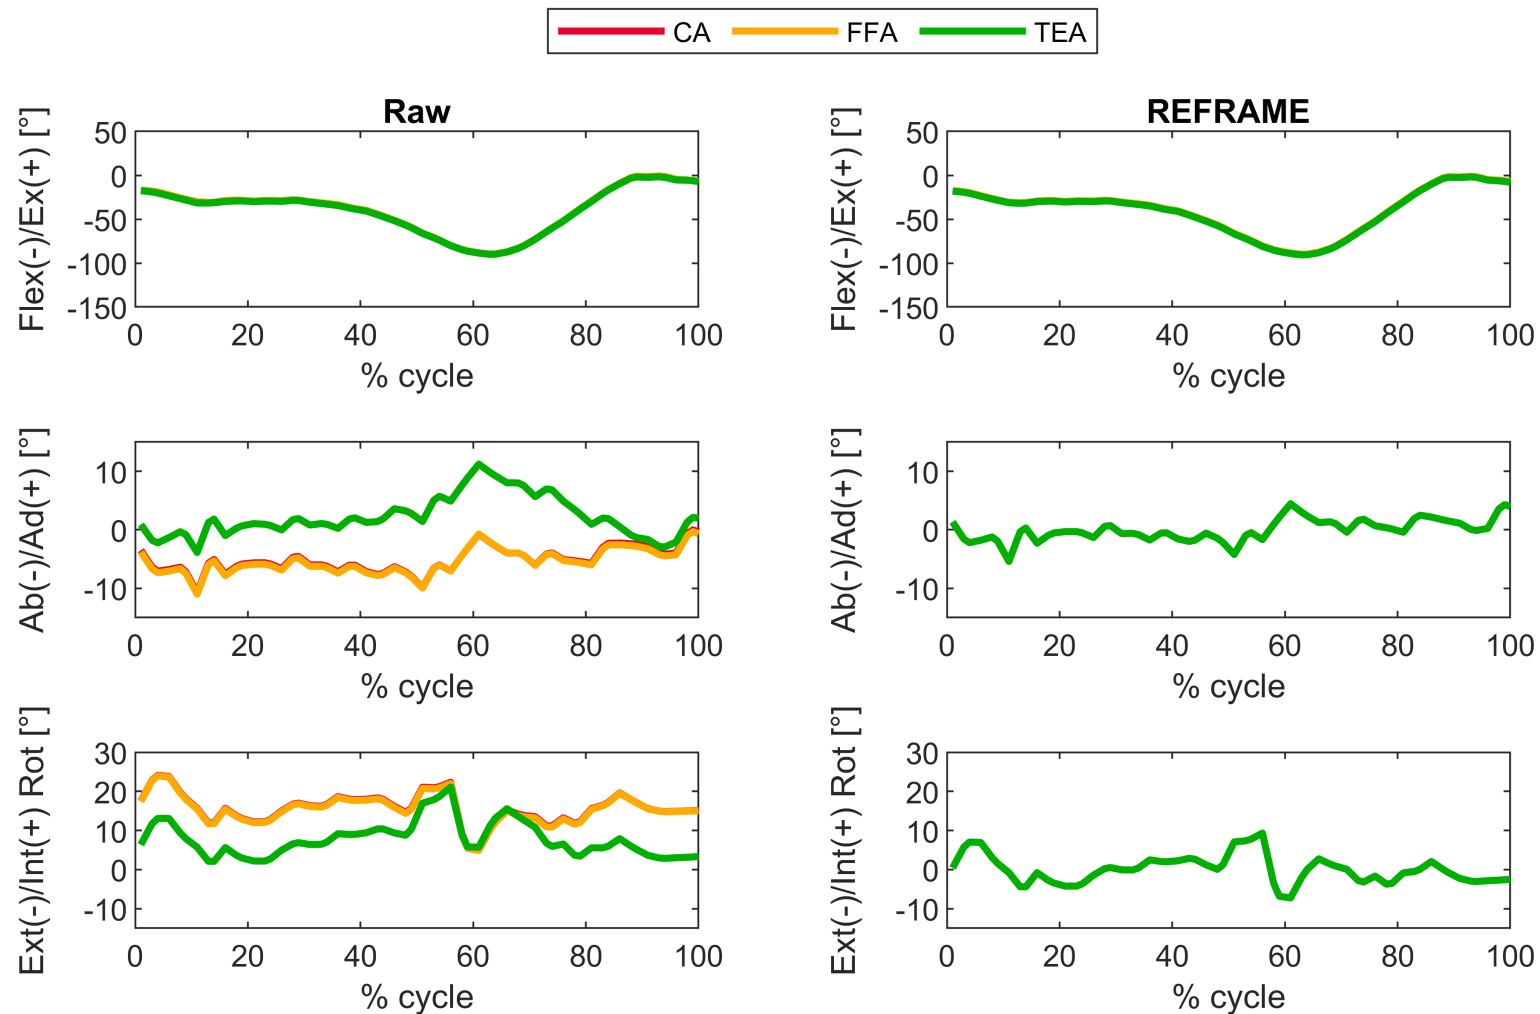 CA FFA TEA
Raw
Flex(-)/Ex(+) [°]
50
0
-50
-100
-150
0 20 40 60 80 100
% cycle
REFRAME
Flex(-)/Ex(+) [°]
50
0
-50
-100
-150
0 20 40 60 80 100
% cycle
Ab(-)/Ad(+) [°]
10
0
-10
0 20 40 60 80 100
% cycle
Ab(-)/Ad(+) [°]
10
0
-10
0 20 40 60 80 100
% cycle
Ext(-)/Int(+) Rot [°]
30
20
10
0
-10
0 20 40 60 80 100
% cycle
Ext(-)/Int(+) Rot [°]
30
20
10
0
-10
0 20 40 60 80 100
% cycle